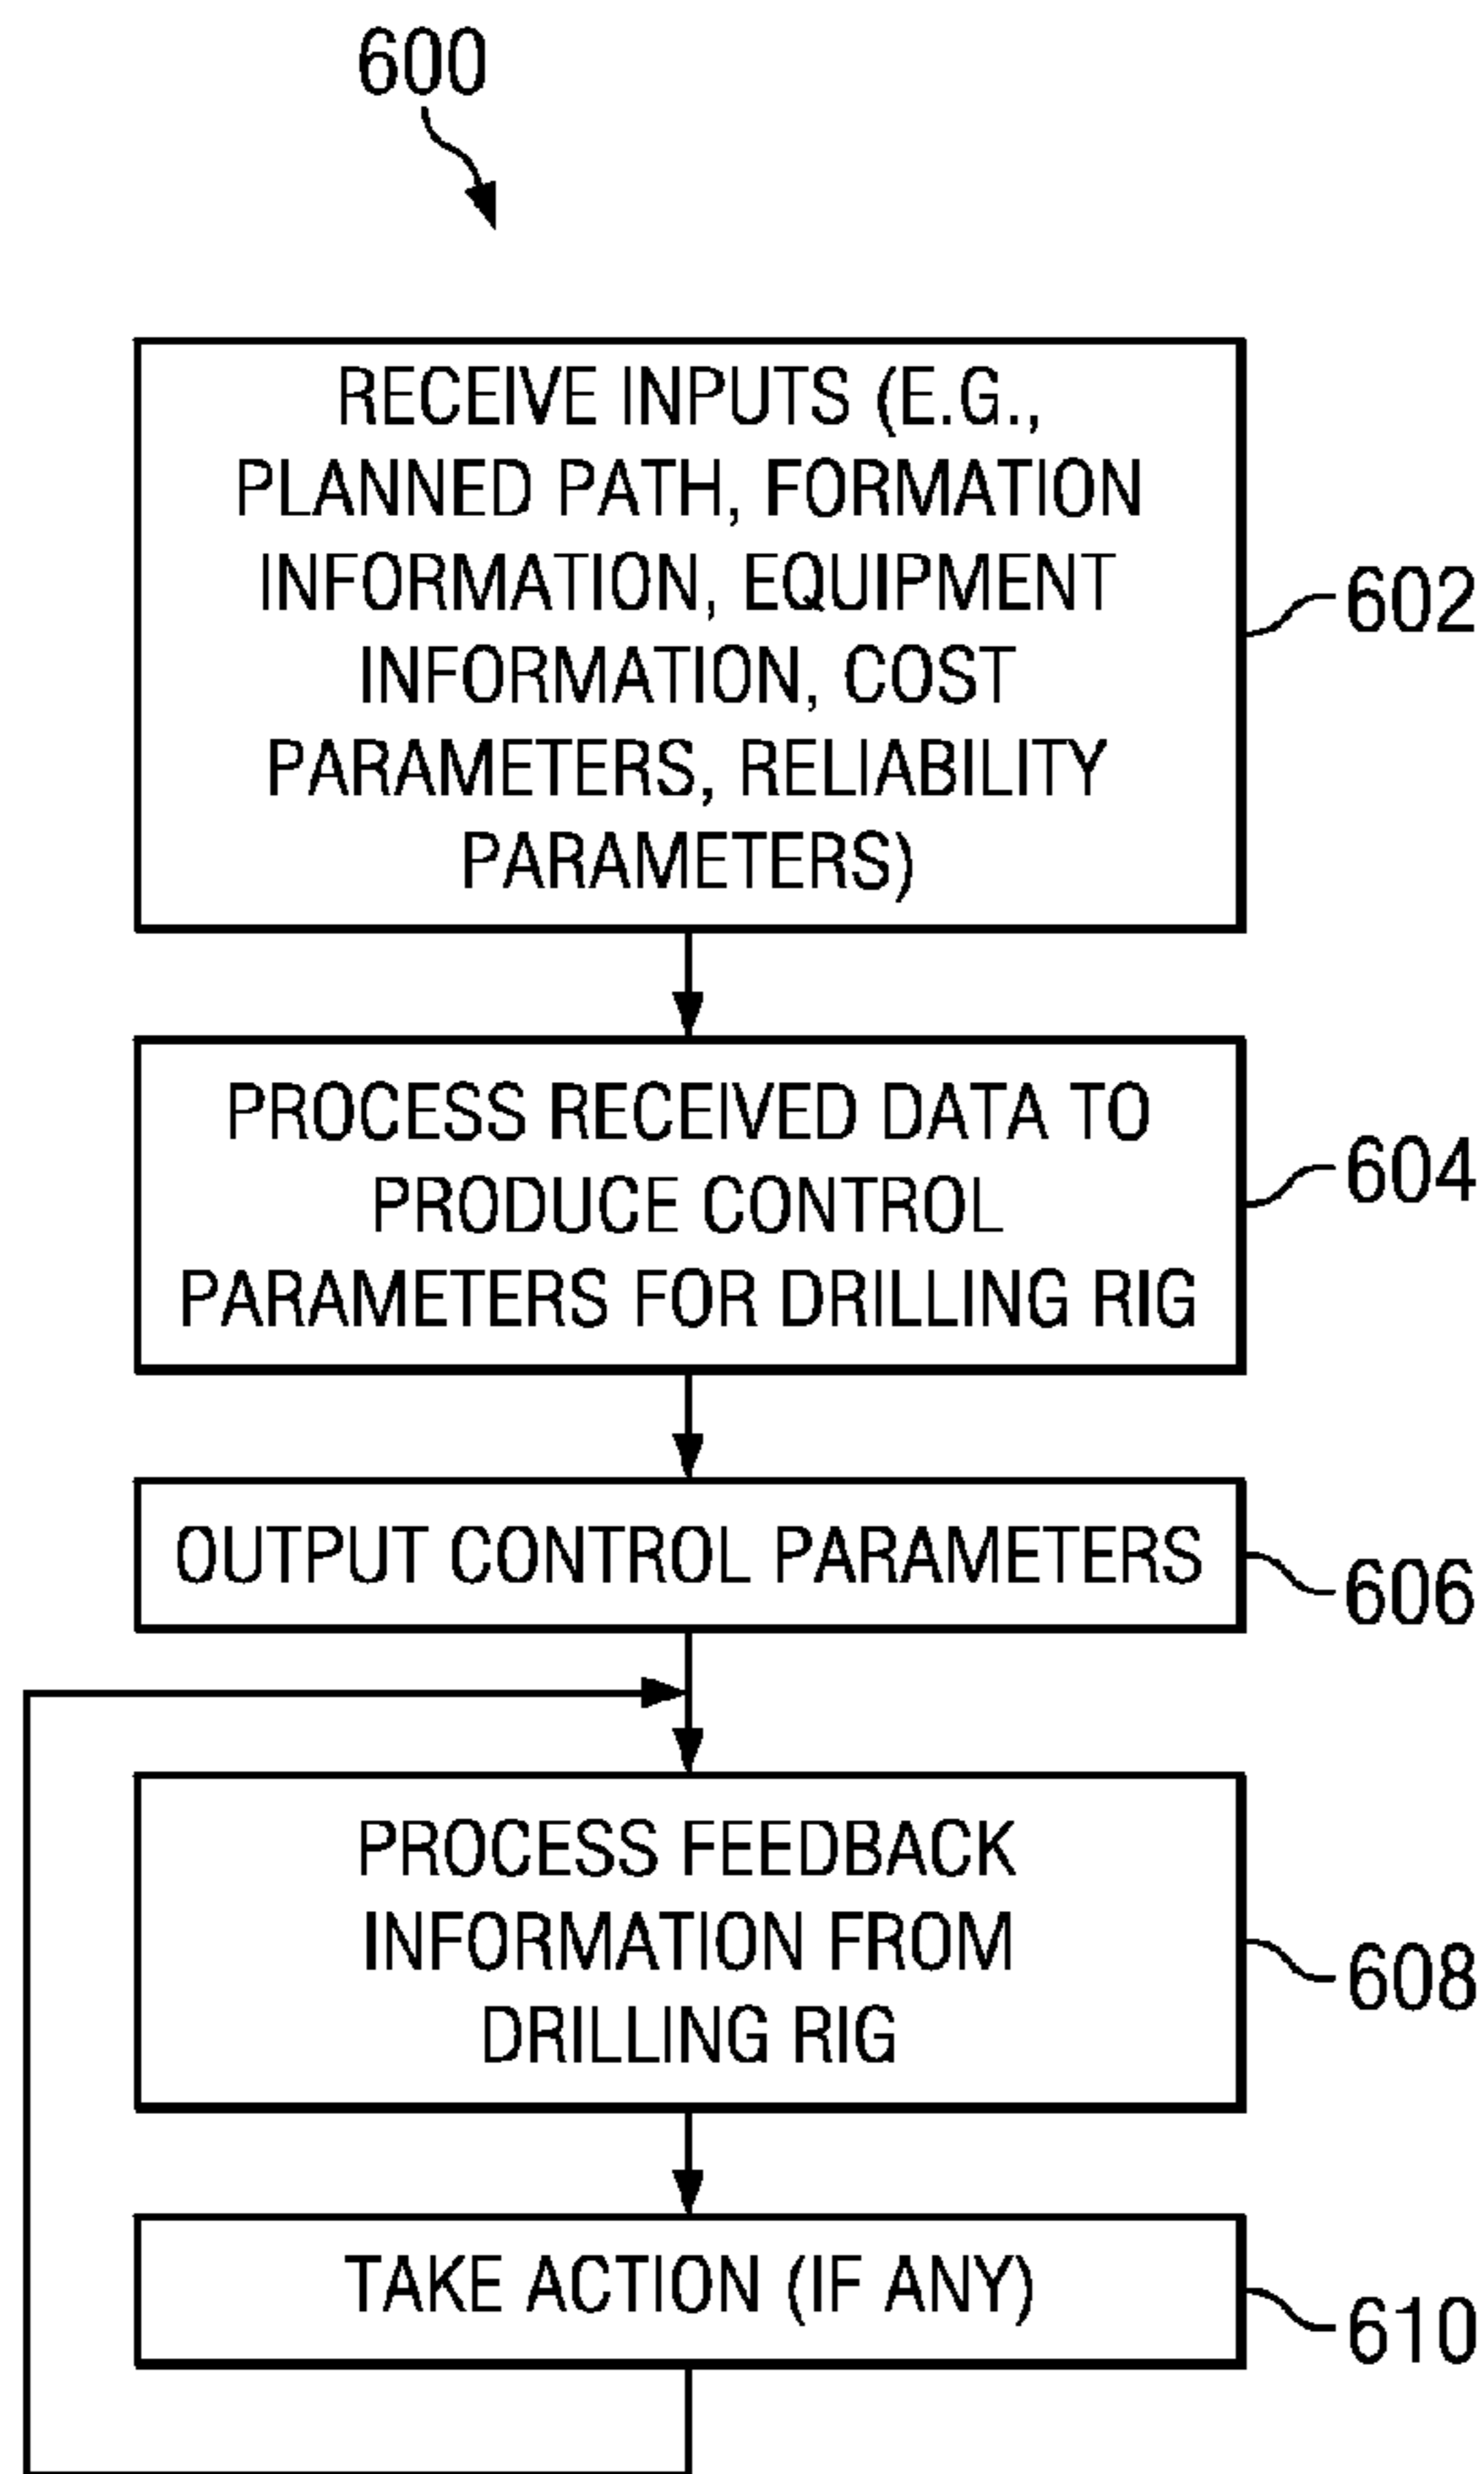 600
RECEIVE INPUTS (E.G.,
PLANNED PATH, FORMATION
INFORMATION, EQUIPMENT
INFORMATION, COST
PARAMETERS, RELIABILITY
PARAMETERS)
602
PROCESS RECEIVED DATA TO
PRODUCE CONTROL
PARAMETERS FOR DRILLING RIG
604
OUTPUT CONTROL PARAMETERS
606
PROCESS FEEDBACK
INFORMATION FROM
DRILLING RIG
608
TAKE ACTION (IF ANY)
610